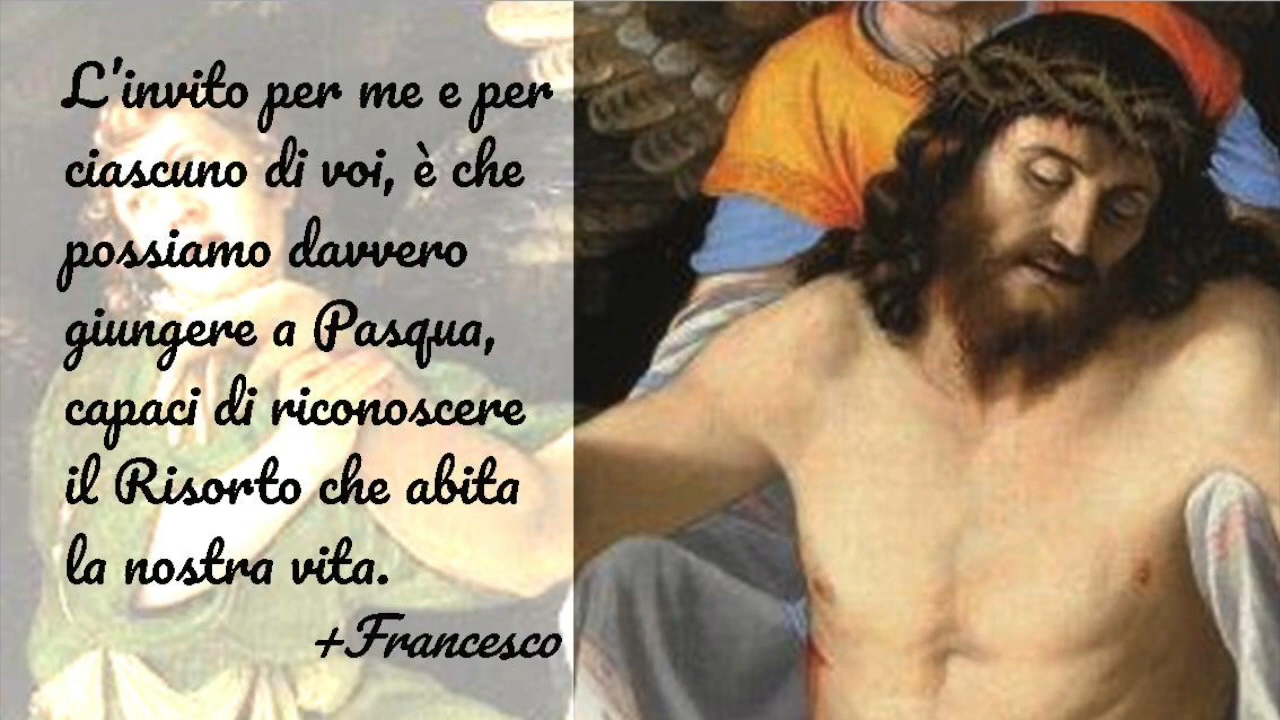 L'invito per me e per
ciascuno di voi, è che
possiamo davvero
giungere a Pasqua,
capaci di riconoscere
il Risorto che abita
la nostra vita.
+Francesco